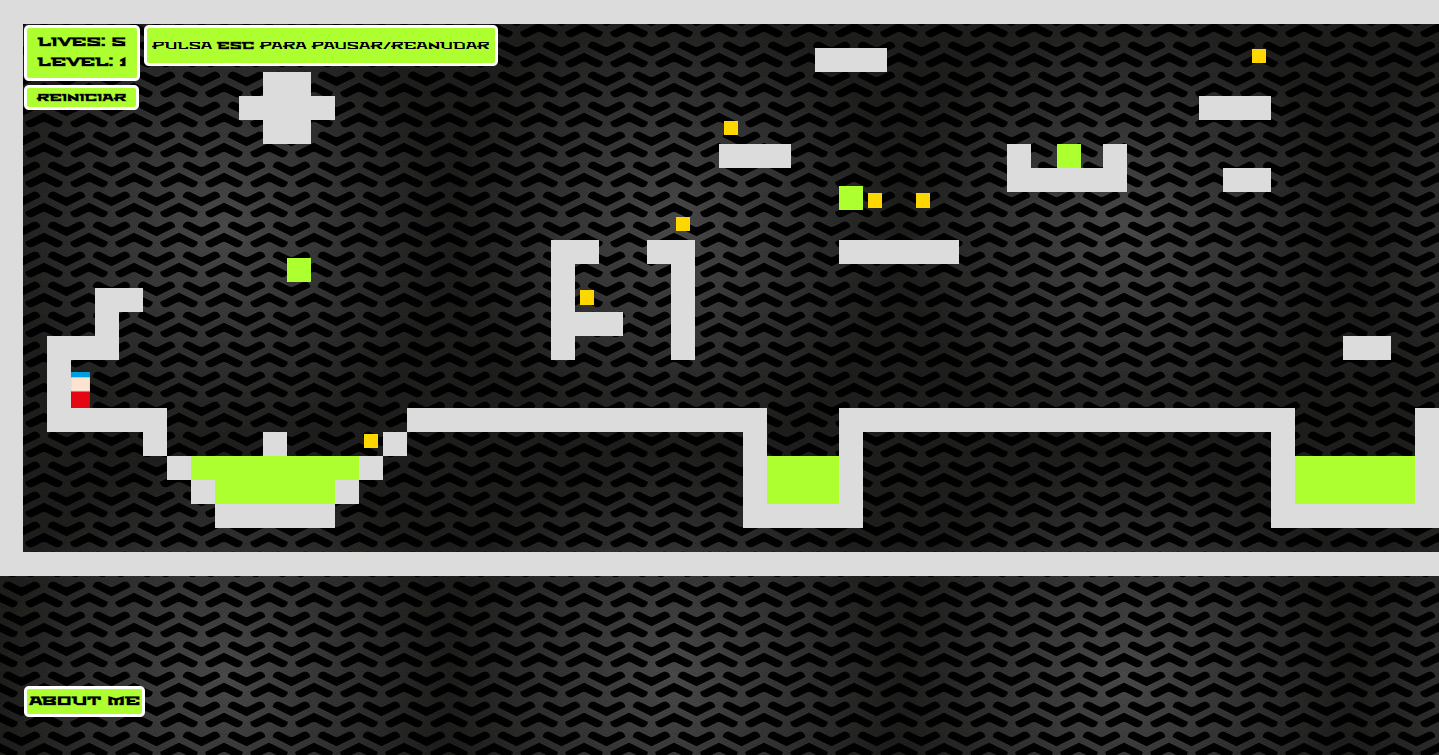 LIVES: 5
LEVEL: 1
PULSA ESC PARA PAUSAR/REANUDAR
REINICIAR
ABOUT ME